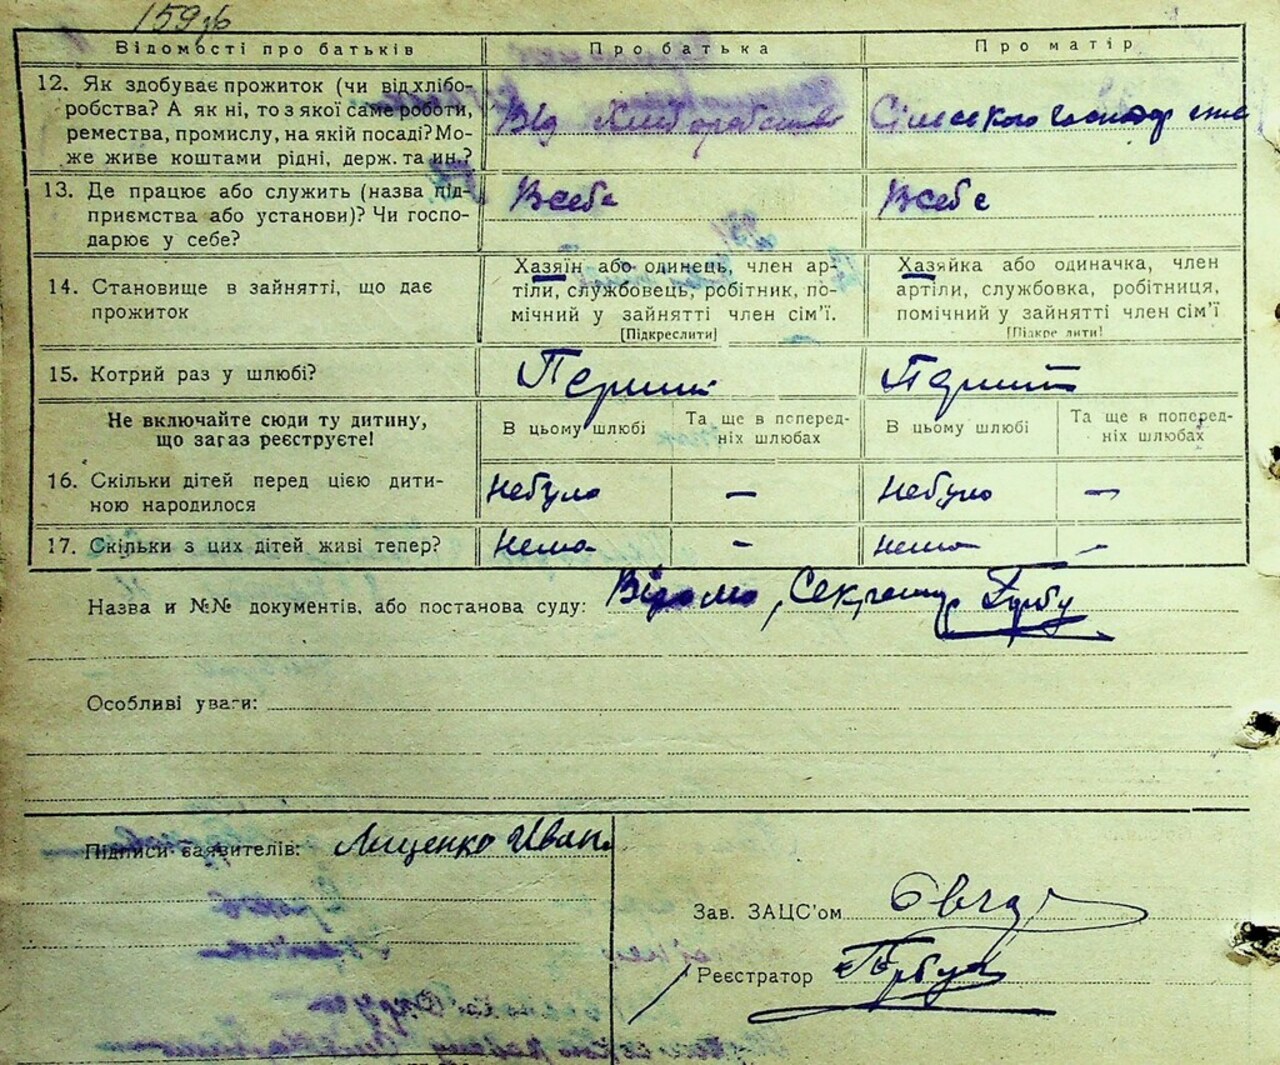 159зв
Відомості про батьків Про батька Про матір
12. Як здобуває прожиток (чи від хлібо-
робства? А як ні, то з якої саме роботи,
ремества, промислу, на якій посаді? Мо-
же живе коштами рідні, держ. та ин.?
Від хліборобства Сільського господарства
13. Де працює або служить (назва під-
приємства або установи)? Чи госпо-
дарює у себе?
Всебе Всебе
14. Становище в зайнятті, що дає
прожиток
Хазяїн або одинець, член ар-
тіли, службовець, робітник, по-
мічний у зайнятті член сім'ї.
[Підкреслити]
Хазяйка або одиначка, член
артіли, службовка, робітниця,
помічний у зайнятті член сім'ї
[Підкре лити]
15. Котрий раз у шлюбі? Перший Перший
Не включайте сюди ту дитину,
що загаз реєструєте!
В цьому шлюбі Та ще в поперед-
ніх шлюбах
В цьому шлюбі Та ще в поперед-
ніх шлюбах
16. Скільки дітей перед цією дити-
ною народилося
Небуло — Небуло —
17. Скільки з цих дітей живі тепер? Нема — Нема —
Назва и №№ документів, або постанова суду: Відомо, Секретар
Особливі уваги:
Підписи заявителів: Лищенко Иван
Зав. ЗАЦС'ом
Реєстратор